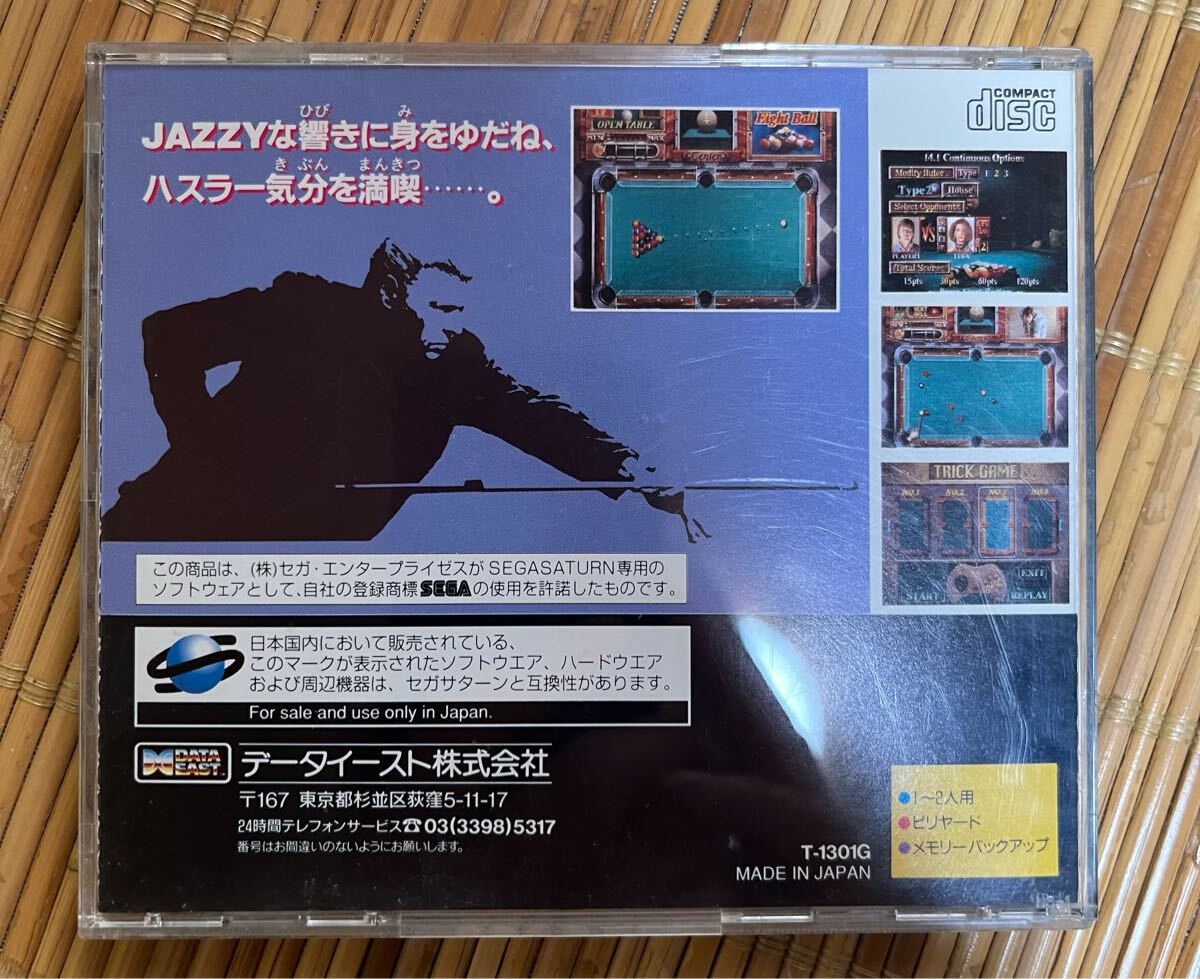 JAZZYな響きに身をゆだね、
ひび み
ハスラー気分を満喫……。
き ぶん まんきつ
OPEN TABLE
Eight Ball
MIN MAX
Center
COMPACT
disc
14.1 Continuous Options
Modify Rules: Type 1 2 3
Type2 House
Select Opponents
VS
PLAYER1 TINA
Total Score:
15pts 30pts 60pts 120pts
Center
TRICK GAME
NO.1 NO.2 NO.3 NO.4
EXIT
START REPLAY
この商品は、(株)セガ・エンタープライゼスがSEGASATURN専用の
ソフトウェアとして、自社の登録商標SEGAの使用を許諾したものです。
日本国内において販売されている、
このマークが表示されたソフトウエア、ハードウエア
および周辺機器は、セガサターンと互換性があります。
For sale and use only in Japan.
DATA EAST
データイースト株式会社
〒167 東京都杉並区荻窪5-11-17
24時間テレフォンサービス☎03(3398)5317
番号はお間違いのないようにお願いします。
T-1301G
MADE IN JAPAN
●1～2人用
●ビリヤード
●メモリーバックアップ